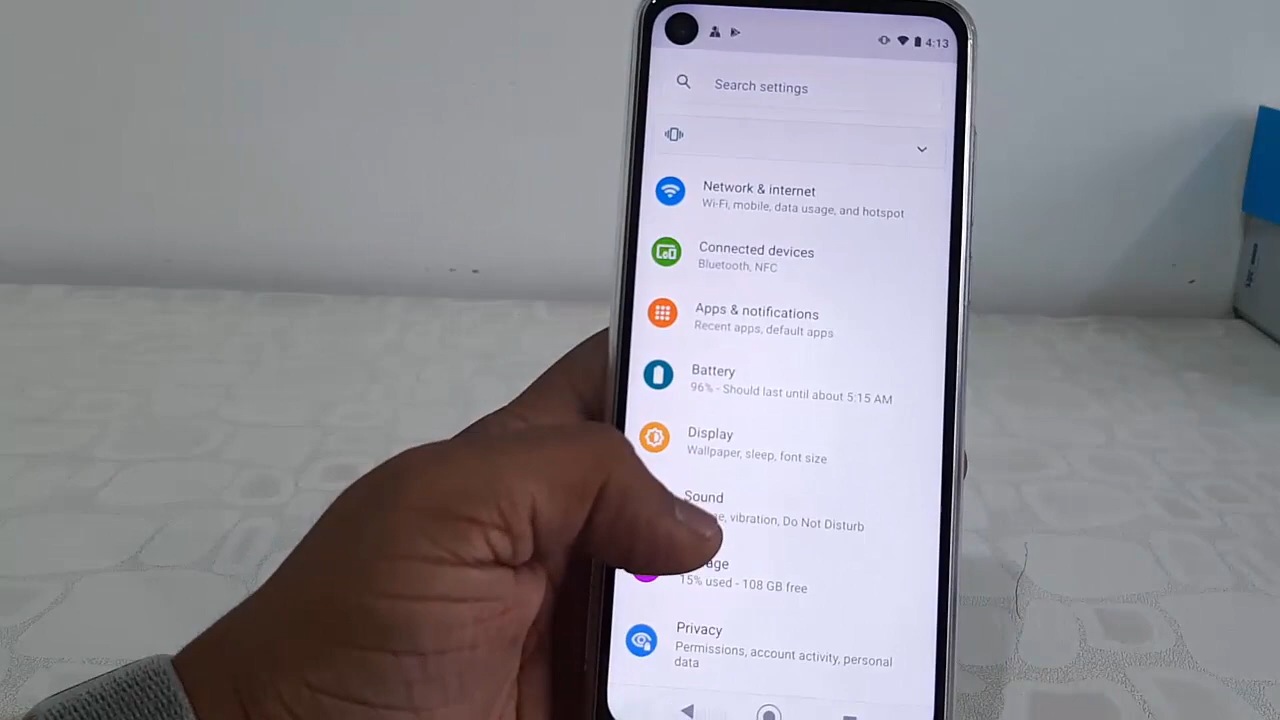 4:13
Search settings
Network & internet
Wi-Fi, mobile, data usage, and hotspot
Connected devices
Bluetooth, NFC
Apps & notifications
Recent apps, default apps
Battery
96% - Should last until about 5:15 AM
Display
Wallpaper, sleep, font size
Sound
vibration, Do Not Disturb
15% used - 108 GB free
Privacy
Permissions, account activity, personal
data